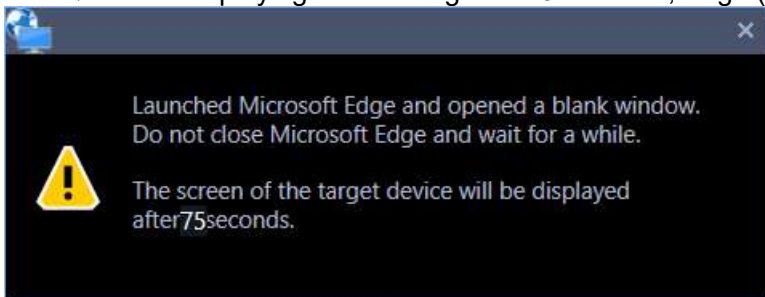 Launched Microsoft Edge and opened a blank window.
Do not close Microsoft Edge and wait for a while.
The screen of the target device will be displayed
after75seconds.